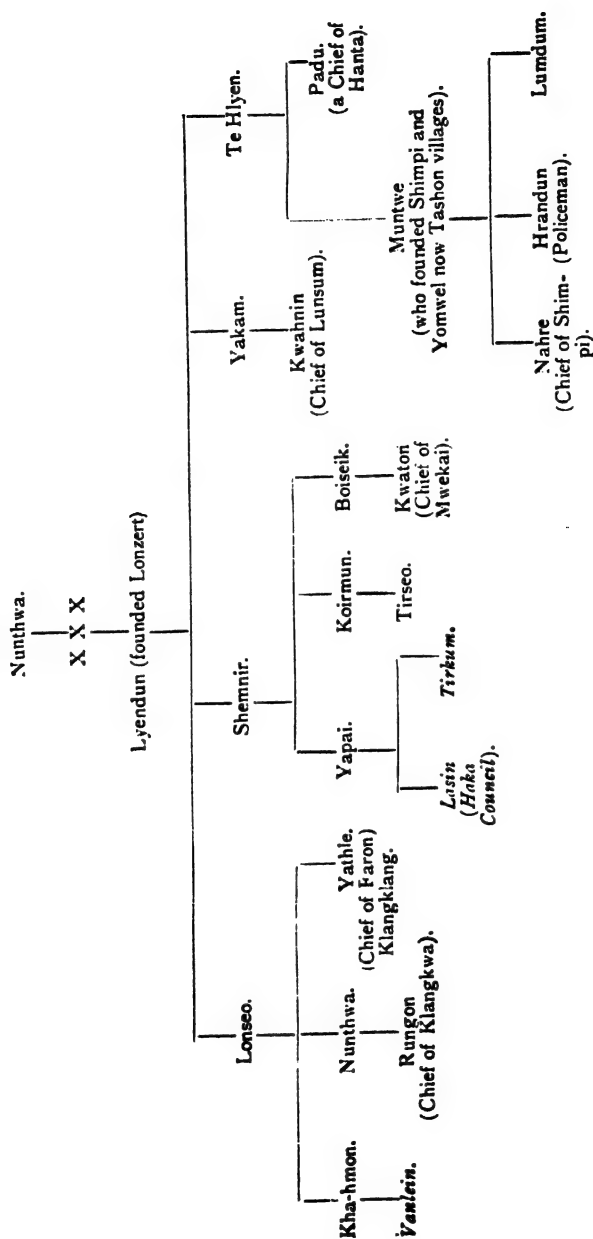 Nunthwa.
X X X
Lyendun (founded Lonzert)
Lonseo.
Shemnir.
Yakam.
Te Hlyen.
Kha-hmon.
Nunthwa.
Yathle.
(Chief of Faron)
Klangklang.
Yapai.
Koirmun.
Boiseik.
Kwahnin
(Chief of Lunsum).
Muntwe
(who founded Shimpi and
Yomwel now Tashon villages).
Padu.
(a Chief of
Hanta).
Vanlein.
Rungon
(Chief of Klangkwa).
Lasin
(Haka
Council).
Tirkum.
Tirseo.
Kwaton
(Chief of
Mwekai).
Nahre
(Chief of Shim-
pi).
Hrandun
(Policeman).
Lumdum.